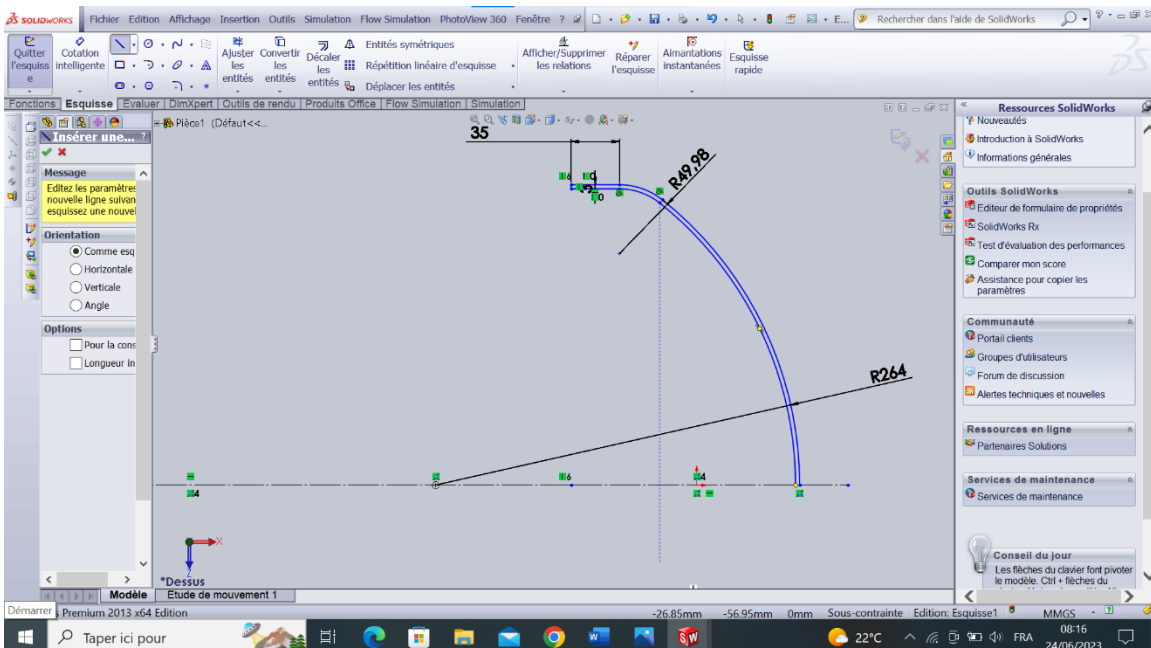 SOLIDWORKS Fichier Edition Affichage Insertion Outils Simulation Flow Simulation PhotoView 360 Fenêtre ? E... Rechercher dans l'aide de SolidWorks ?
Quitter l'esquiss e
Cotation intelligente
Ajuster les entités
Convertir les entités
Décaler les entités
Entités symétriques
Répétition linéaire d'esquisse
Déplacer les entités
Afficher/Supprimer les relations
Réparer l'esquisse
Aimantations instantanées
Esquisse rapide
Fonctions Esquisse Evaluer DimXpert Outils de rendu Produits Office Flow Simulation Simulation
Insérer une... ?
Message
Editez les paramètres
nouvelle ligne suivan
esquissez une nouvel
Orientation
Comme esq
Horizontale
Verticale
Angle
Options
Pour la cons
Longueur in
Pièce1 (Défaut<<...
35
R49,98
R264
6
0
6
4
4
X
Z
*Dessus
Modèle Etude de mouvement 1
Ressources SolidWorks
Nouveautés
Introduction à SolidWorks
Informations générales
Outils SolidWorks
Editeur de formulaire de propriétés
SolidWorks Rx
Test d'évaluation des performances
Comparer mon score
Assistance pour copier les
paramètres
Communauté
Portail clients
Groupes d'utilisateurs
Forum de discussion
Alertes techniques et nouvelles
Ressources en ligne
Partenaires Solutions
Services de maintenance
Services de maintenance
Conseil du jour
Les flèches du clavier font pivoter
le modèle. Ctrl + flèches du
Démarrer Premium 2013 x64 Edition -26.85mm -56.95mm 0mm Sous-contrainte Edition: Esquisse1 MMGS
Taper ici pour 22°C FRA 08:16
24/06/2023